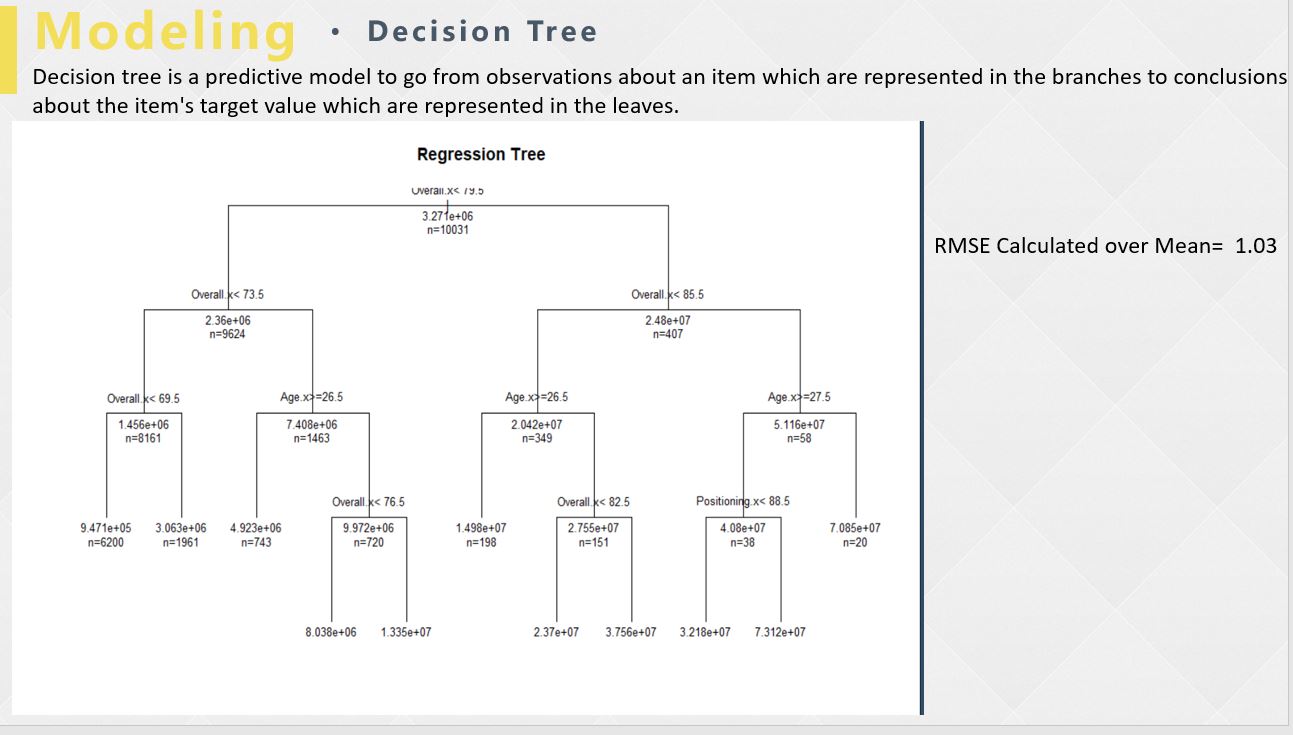 Modeling • Decision Tree
Decision tree is a predictive model to go from observations about an item which are represented in the branches to conclusions
about the item's target value which are represented in the leaves.
Regression Tree
Overall.x< 79.5
3.271e+06
n=10031
RMSE Calculated over Mean= 1.03
Overall.x< 73.5 Overall.x< 85.5
2.36e+06 2.48e+07
n=9624 n=407
Overall.x< 69.5 Age.x>=26.5 Age.x>=26.5 Age.x>=27.5
1.456e+06 7.408e+06 2.042e+07 5.116e+07
n=8161 n=1463 n=349 n=58
Overall.x< 76.5 Overall.x< 82.5 Positioning.x< 88.5
9.471e+05 3.063e+06 4.923e+06 9.972e+06 1.498e+07 2.755e+07 4.08e+07 7.085e+07
n=6200 n=1961 n=743 n=720 n=198 n=151 n=38 n=20
8.038e+06 1.335e+07 2.37e+07 3.756e+07 3.218e+07 7.312e+07